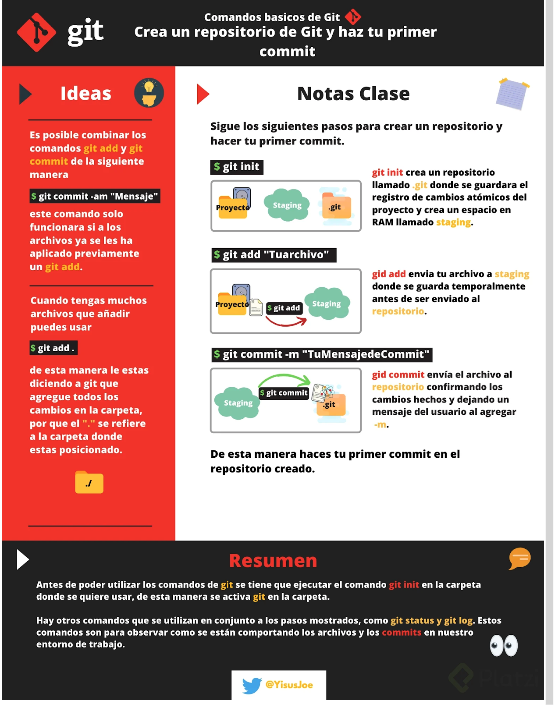 git
Comandos basicos de Git
Crea un repositorio de Git y haz tu primer
commit
Ideas
Es posible combinar los
comandos git add y git
commit de la siguiente
manera
$ git commit -am "Mensaje"
este comando solo
funcionara si a los
archivos ya se les ha
aplicado previamente
un git add.
Cuando tengas muchos
archivos que añadir
puedes usar
$ git add .
de esta manera le estas
diciendo a git que
agregue todos los
cambios en la carpeta,
por que el "." se refiere
a la carpeta donde
estas posicionado.
./
Notas Clase
Sigue los siguientes pasos para crear un repositorio y
hacer tu primer commit.
$ git init
Proyecto
Staging
.git
git init crea un repositorio
llamado .git donde se guardara el
registro de cambios atómicos del
proyecto y crea un espacio en
RAM llamado staging.
$ git add "Tuarchivo"
Proyecto
$ git add
Staging
gid add envia tu archivo a staging
donde se guarda temporalmente
antes de ser enviado al
repositorio.
$ git commit -m "TuMensajedeCommit"
Staging
$ git commit
.git
gid commit envía el archivo al
repositorio confirmando los
cambios hechos y dejando un
mensaje del usuario al agregar
-m.
De esta manera haces tu primer commit en el
repositorio creado.
Resumen
Antes de poder utilizar los comandos de git se tiene que ejecutar el comando git init en la carpeta
donde se quiere usar, de esta manera se activa git en la carpeta.
Hay otros comandos que se utilizan en conjunto a los pasos mostrados, como git status y git log. Estos
comandos son para observar como se están comportando los archivos y los commits en nuestro
entorno de trabajo.
@YisusJoe
Platzi